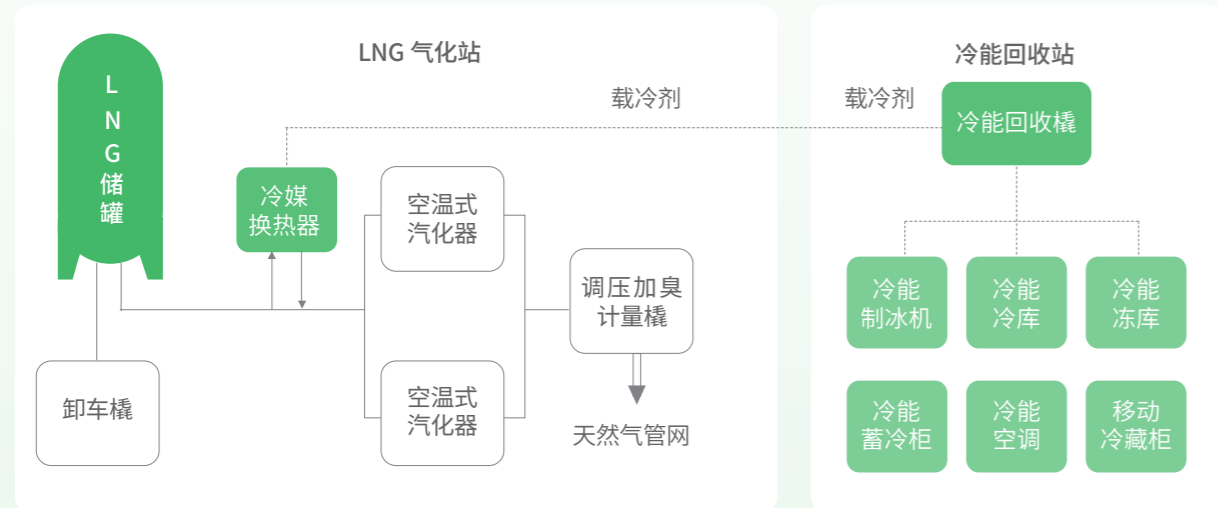 LNG 气化站
L
N
G
储
罐
载冷剂
冷媒
换热器
空温式
汽化器
调压加臭
计量橇
空温式
汽化器
卸车橇
天然气管网
冷能回收站
载冷剂
冷能回收橇
冷能
制冰机
冷能
冷库
冷能
冻库
冷能
蓄冷柜
冷能
空调
移动
冷藏柜